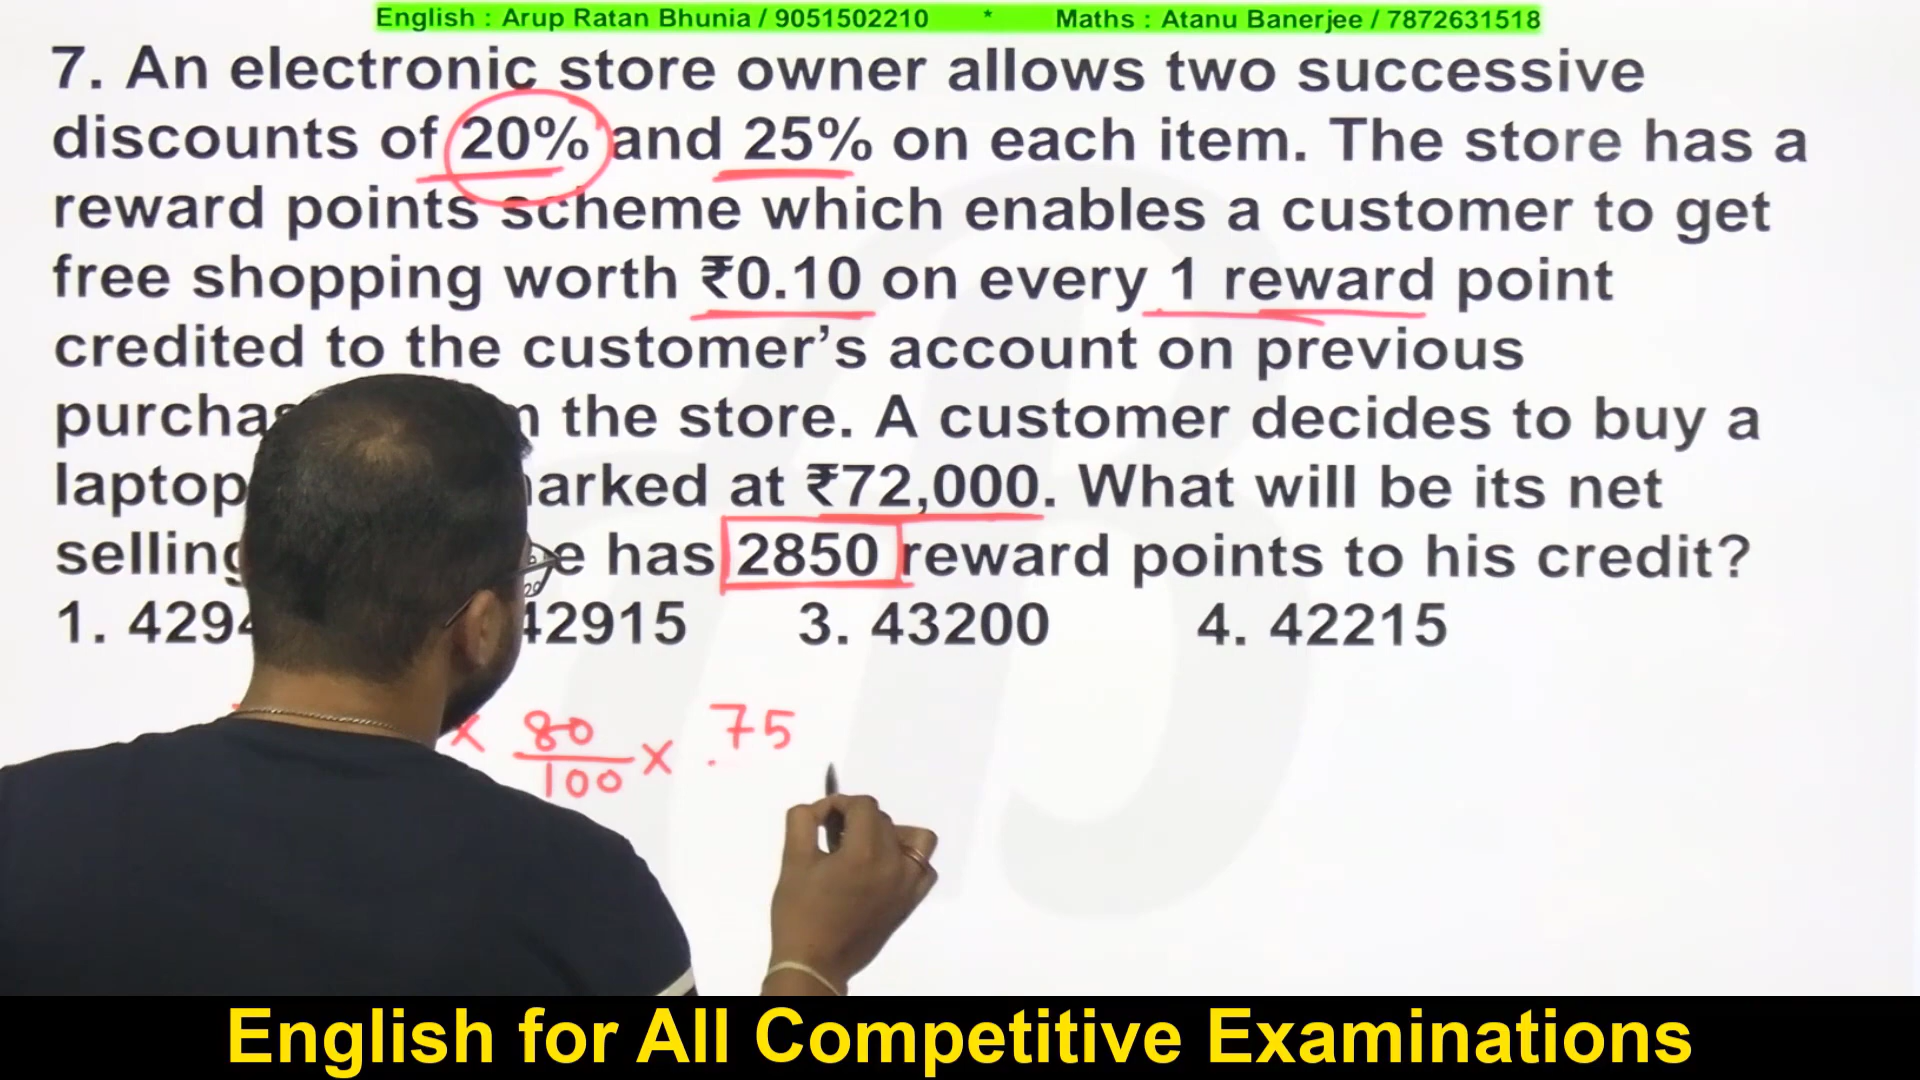 English : Arup Ratan Bhunia / 9051502210 * Maths : Atanu Banerjee / 7872631518
7. An electronic store owner allows two successive
discounts of 20% and 25% on each item. The store has a
reward points scheme which enables a customer to get
free shopping worth ₹0.10 on every 1 reward point
credited to the customer's account on previous
purcha the store. A customer decides to buy a
laptop arked at ₹72,000. What will be its net
selling has 2850 reward points to his credit?
1. 429 42915 3. 43200 4. 42215
× 80/100 × 75
English for All Competitive Examinations